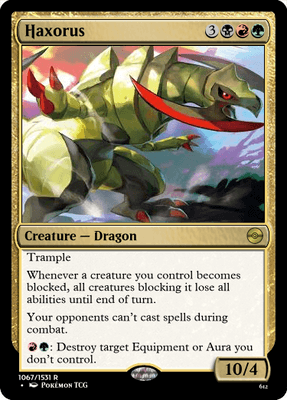 Haxorus 3
Creature — Dragon
Trample
Whenever a creature you control becomes
blocked, all creatures blocking it lose all
abilities until end of turn.
Your opponents can't cast spells during
combat.
: Destroy target Equipment or Aura you
don't control.
10/4
1067/1531 R
• Pokémon TCG